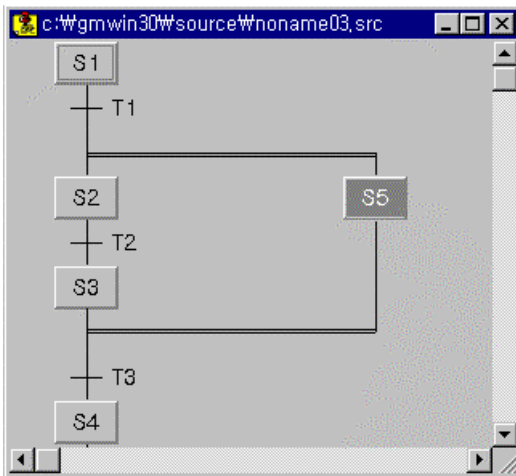 c:₩gmwin30₩source₩noname03.src
S1
T1
S2
S5
T2
S3
T3
S4